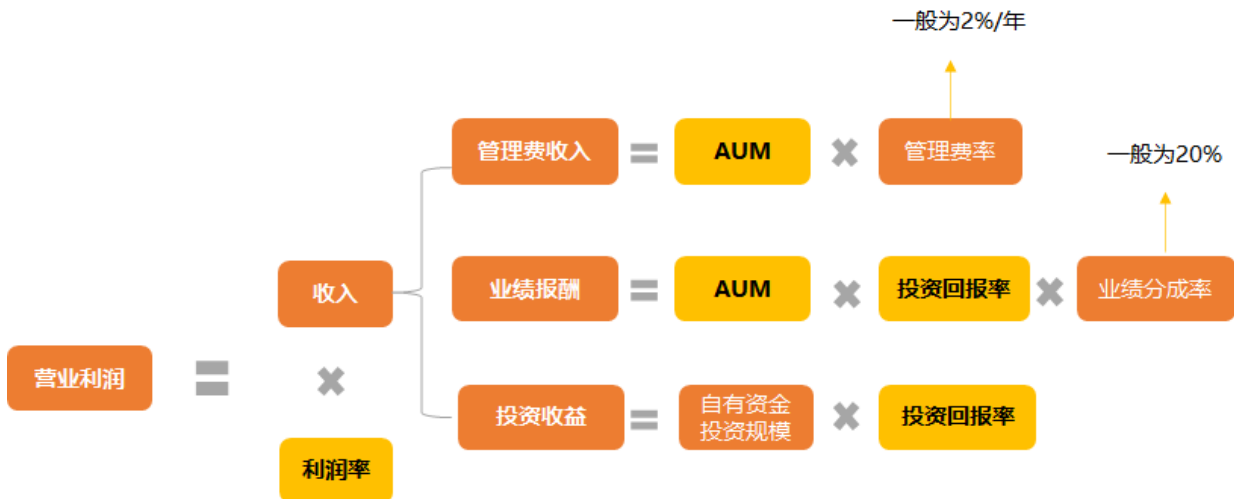 一般为2%/年
管理费收入 = AUM × 管理费率
一般为20%
收入
业绩报酬 = AUM × 投资回报率 × 业绩分成率
营业利润 = ×
投资收益 = 自有资金
投资规模 × 投资回报率
利润率